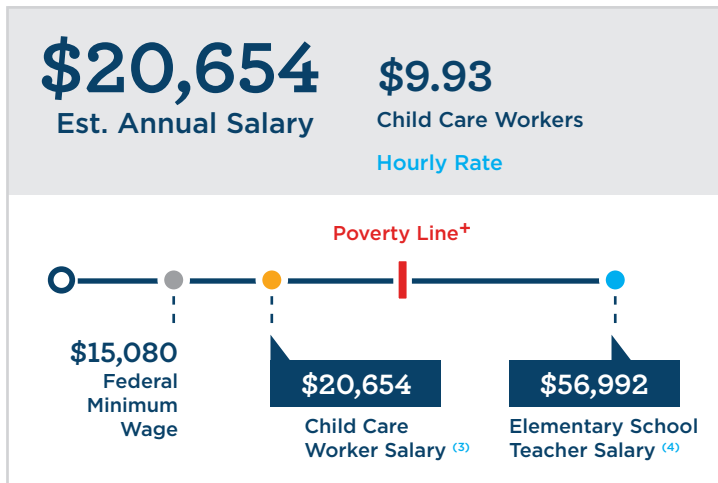 $20,654
Est. Annual Salary
$9.93
Child Care Workers
Hourly Rate
Poverty Line+
$15,080
Federal
Minimum
Wage
$20,654
Child Care
Worker Salary (3)
$56,992
Elementary School
Teacher Salary (4)